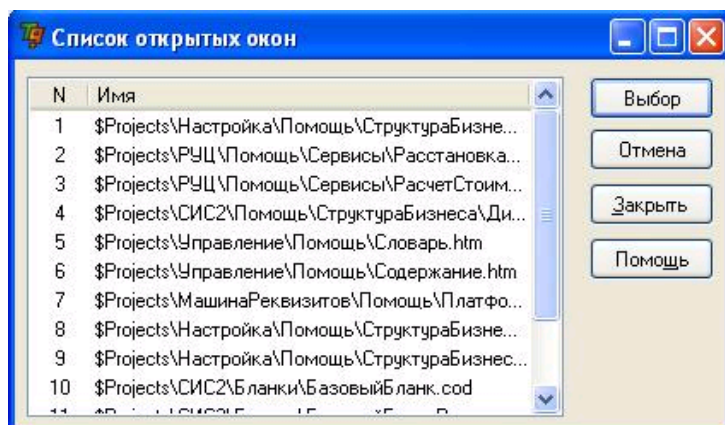 Список открытых окон
N Имя
1 $Projects\Настройка\Помощь\СтруктураБизне...
2 $Projects\РУЦ\Помощь\Сервисы\Расстановка...
3 $Projects\РУЦ\Помощь\Сервисы\РасчетСтоим...
4 $Projects\СИС2\Помощь\СтруктураБизнеса\Ди...
5 $Projects\Управление\Помощь\Словарь.htm
6 $Projects\Управление\Помощь\Содержание.htm
7 $Projects\МашинаРеквизитов\Помощь\Платфо...
8 $Projects\Настройка\Помощь\СтруктураБизне...
9 $Projects\Настройка\Помощь\СтруктураБизнес...
10 $Projects\СИС2\Бланки\БазовыйБланк.cod
Выбор
Отмена
Закрыть
Помощь